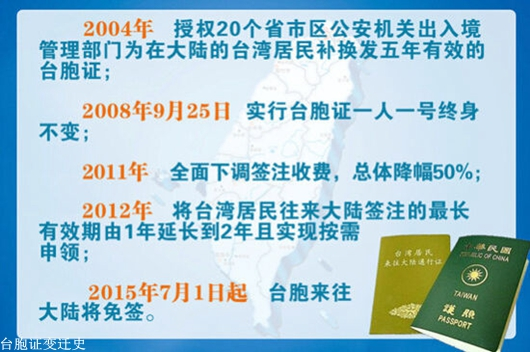 2004年 授权20个省市区公安机关出入境
管理部门为在大陆的台湾居民补换发五年有效的
台胞证；
2008年9月25日 实行台胞证一人一号终身
不变；
2011年 全面下调签注收费，总体降幅50%；
2012年 将台湾居民往来大陆签注的最长
有效期由1年延长到2年且实现按需
申领；
2015年7月1日起 台胞来往
大陆将免签。
台湾居民
来往大陆通行证
中華民國
REPUBLIC OF CHINA
TAIWAN
護照
PASSPORT
台胞证变迁史